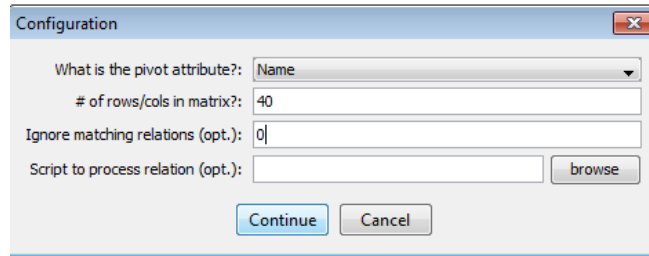 Configuration
What is the pivot attribute?: Name
# of rows/cols in matrix?: 40
Ignore matching relations (opt.): 0
Script to process relation (opt.): browse
Continue Cancel